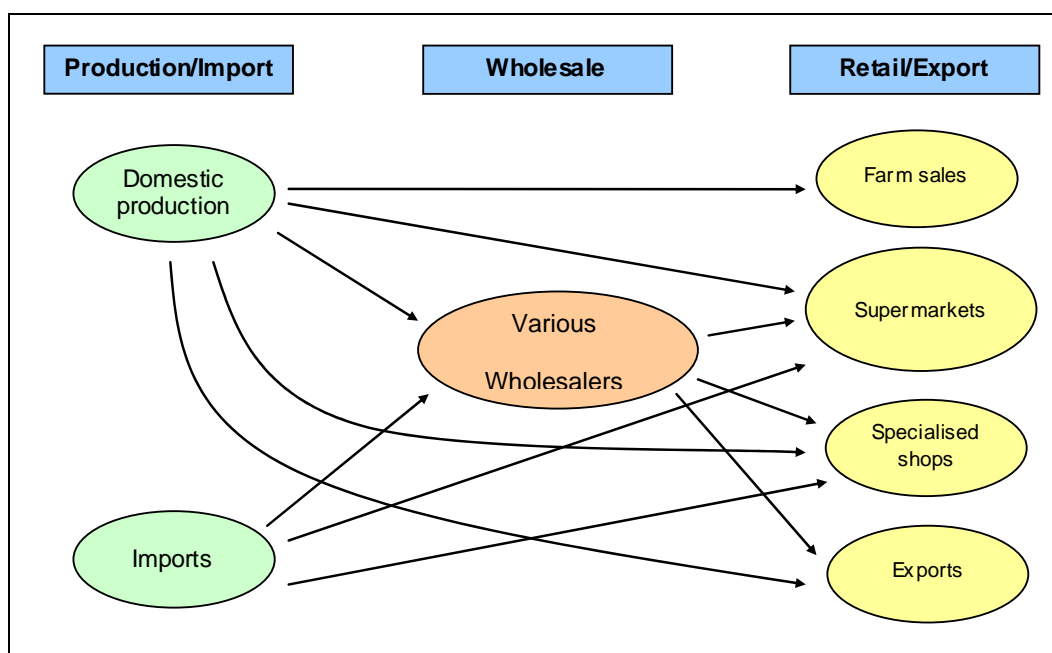 Production/Import
Wholesale
Retail/Export
Domestic
production
Farm sales
Supermarkets
Various
Wholesalers
Specialised
shops
Imports
Exports